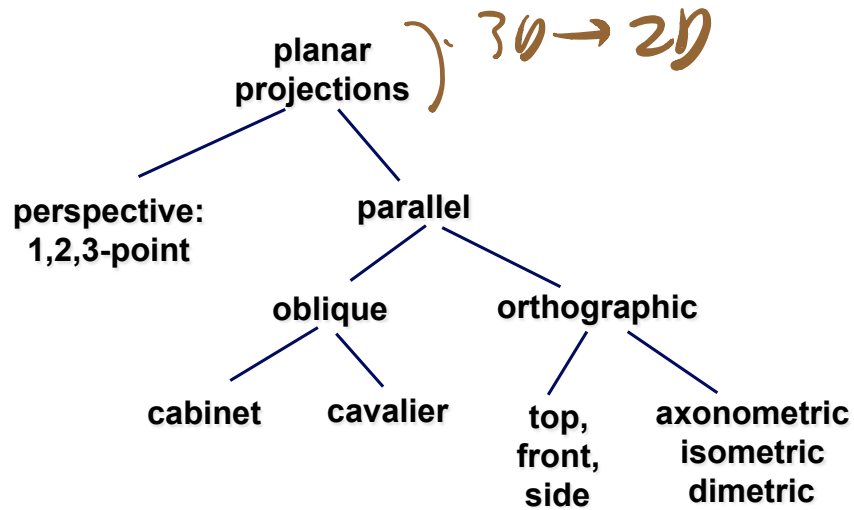 planar
projections
3D → 2D
perspective:
1,2,3-point
parallel
oblique
orthographic
cabinet
cavalier
top,
front,
side
axonometric
isometric
dimetric